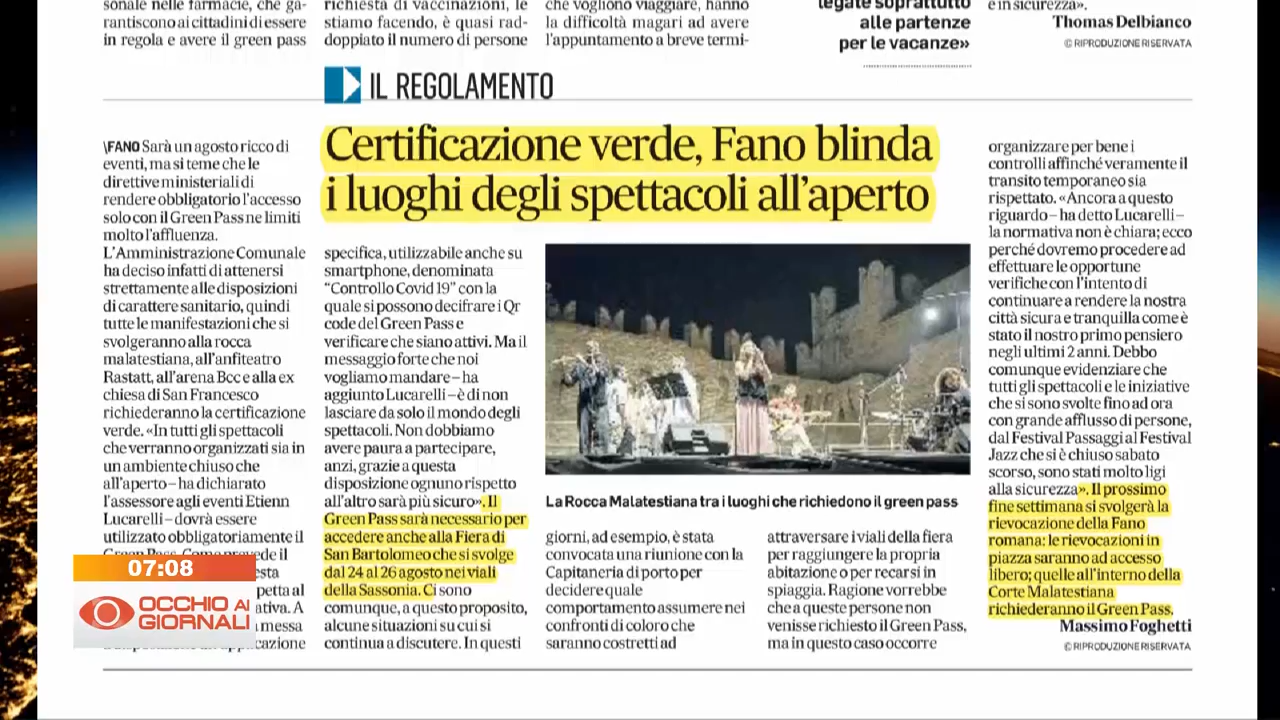 sonale nelle farmacie, che ga-
rantiscono ai cittadini di essere
in regola e avere il green pass
richiesta di vaccinazioni, le
stiamo facendo, è quasi rad-
doppiato il numero di persone
che vogliono viaggiare, hanno
la difficoltà magari ad avere
l'appuntamento a breve termi-
legate soprattutto
alle partenze
per le vacanze»
e in sicurezza».
Thomas Delbianco
© RIPRODUZIONE RISERVATA
IL REGOLAMENTO
Certificazione verde, Fano blinda
i luoghi degli spettacoli all'aperto
\FANO Sarà un agosto ricco di
eventi, ma si teme che le
direttive ministeriali di
rendere obbligatorio l'accesso
solo con il Green Pass ne limiti
molto l'affluenza.
L'Amministrazione Comunale
ha deciso infatti di attenersi
strettamente alle disposizioni
di carattere sanitario, quindi
tutte le manifestazioni che si
svolgeranno alla rocca
malatestiana, all'anfiteatro
Rastatt, all'arena Bcc e alla ex
chiesa di San Francesco
richiederanno la certificazione
verde. «In tutti gli spettacoli
che verranno organizzati sia in
un ambiente chiuso che
all'aperto – ha dichiarato
l'assessore agli eventi Etienn
Lucarelli – dovrà essere
utilizzato obbligatoriamente il
Green Pass. Come prevede il
esta
petta al
ativa. A
messa
cazione
specifica, utilizzabile anche su
smartphone, denominata
“Controllo Covid 19” con la
quale si possono decifrare i Qr
code del Green Pass e
verificare che siano attivi. Ma il
messaggio forte che noi
vogliamo mandare – ha
aggiunto Lucarelli – è di non
lasciare da solo il mondo degli
spettacoli. Non dobbiamo
avere paura a partecipare,
anzi, grazie a questa
disposizione ognuno rispetto
all'altro sarà più sicuro». Il
Green Pass sarà necessario per
accedere anche alla Fiera di
San Bartolomeo che si svolge
dal 24 al 26 agosto nei viali
della Sassonia. Ci sono
comunque, a questo proposito,
alcune situazioni su cui si
continua a discutere. In questi
La Rocca Malatestiana tra i luoghi che richiedono il green pass
giorni, ad esempio, è stata
convocata una riunione con la
Capitaneria di porto per
decidere quale
comportamento assumere nei
confronti di coloro che
saranno costretti ad
attraversare i viali della fiera
per raggiungere la propria
abitazione o per recarsi in
spiaggia. Ragione vorrebbe
che a queste persone non
venisse richiesto il Green Pass,
ma in questo caso occorre
organizzare per bene i
controlli affinché veramente il
transito temporaneo sia
rispettato. «Ancora a questo
riguardo – ha detto Lucarelli –
la normativa non è chiara; ecco
perché dovremo procedere ad
effettuare le opportune
verifiche con l'intento di
continuare a rendere la nostra
città sicura e tranquilla come è
stato il nostro primo pensiero
negli ultimi 2 anni. Debbo
comunque evidenziare che
tutti gli spettacoli e le iniziative
che si sono svolte fino ad ora
con grande afflusso di persone,
dal Festival Passaggi al Festival
Jazz che si è chiuso sabato
scorso, sono stati molto ligi
alla sicurezza». Il prossimo
fine settimana si svolgerà la
rievocazione della Fano
romana: le rievocazioni in
piazza saranno ad accesso
libero; quelle all'interno della
Corte Malatestiana
richiederanno il Green Pass.
Massimo Foghetti
© RIPRODUZIONE RISERVATA
07:08
OCCHIO AI
GIORNALI